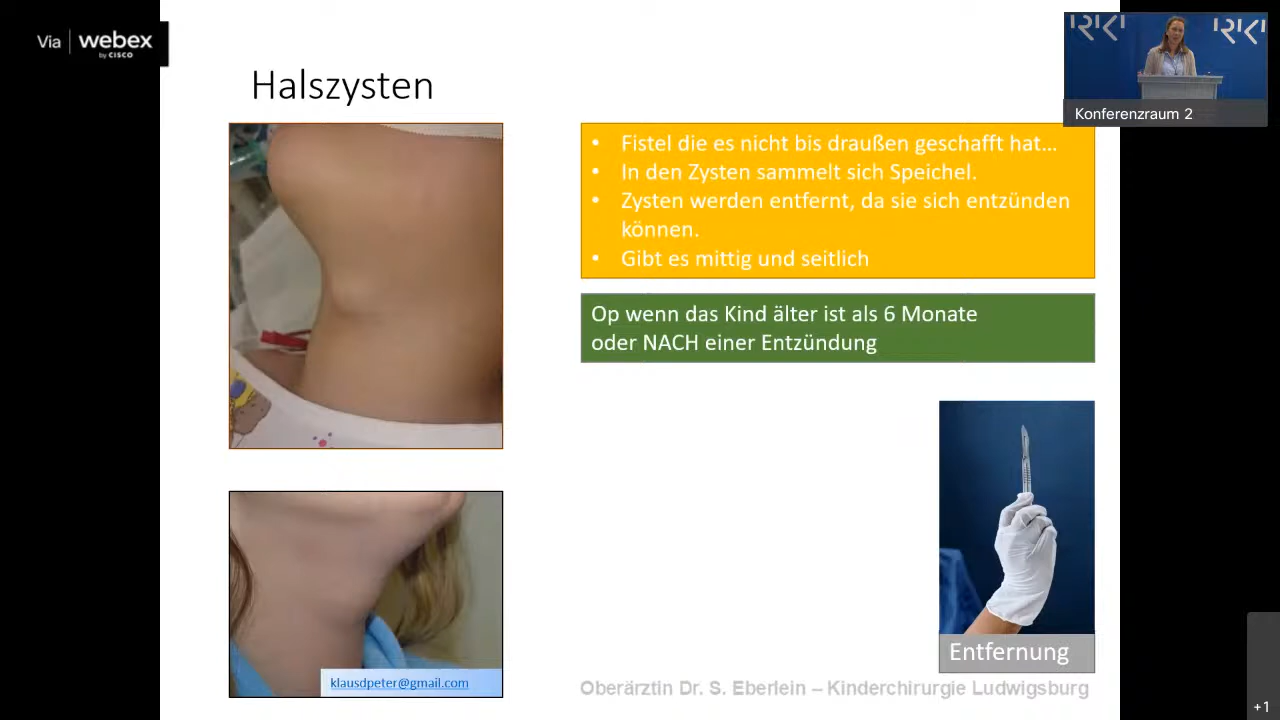 Via webex
by CISCO
RKI RKI
Konferenzraum 2
Halszysten
• Fistel die es nicht bis draußen geschafft hat...
• In den Zysten sammelt sich Speichel.
• Zysten werden entfernt, da sie sich entzünden
können.
• Gibt es mittig und seitlich
Op wenn das Kind älter ist als 6 Monate
oder NACH einer Entzündung
Entfernung
klausdpeter@gmail.com
Oberärztin Dr. S. Eberlein – Kinderchirurgie Ludwigsburg
+1